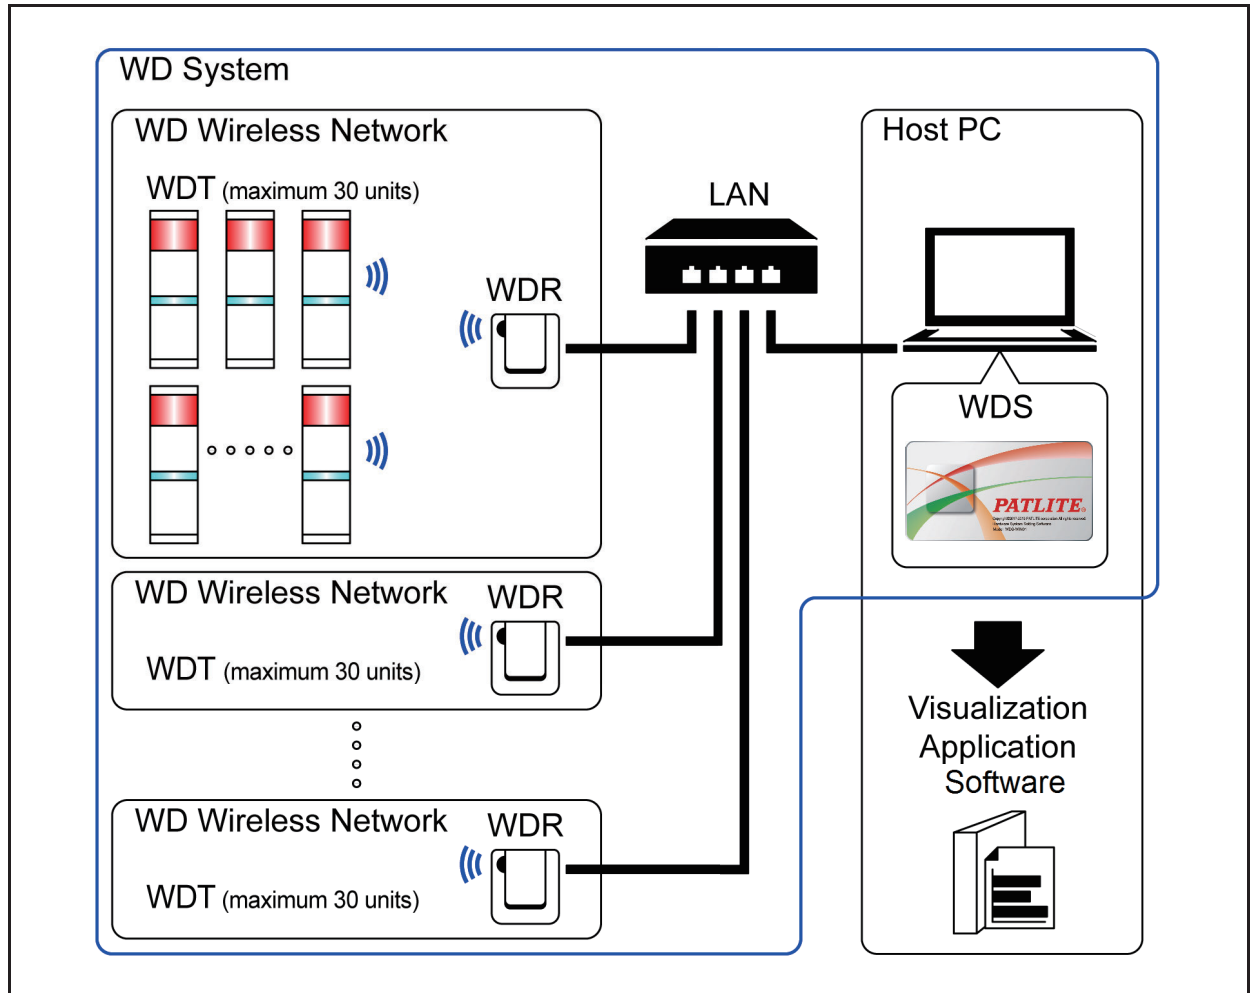 WD System
WD Wireless Network
WDT (maximum 30 units)
WDR
LAN
Host PC
WDS
PATLITE
WD Wireless Network
WDR
WDT (maximum 30 units)
WD Wireless Network
WDR
WDT (maximum 30 units)
Visualization
Application
Software